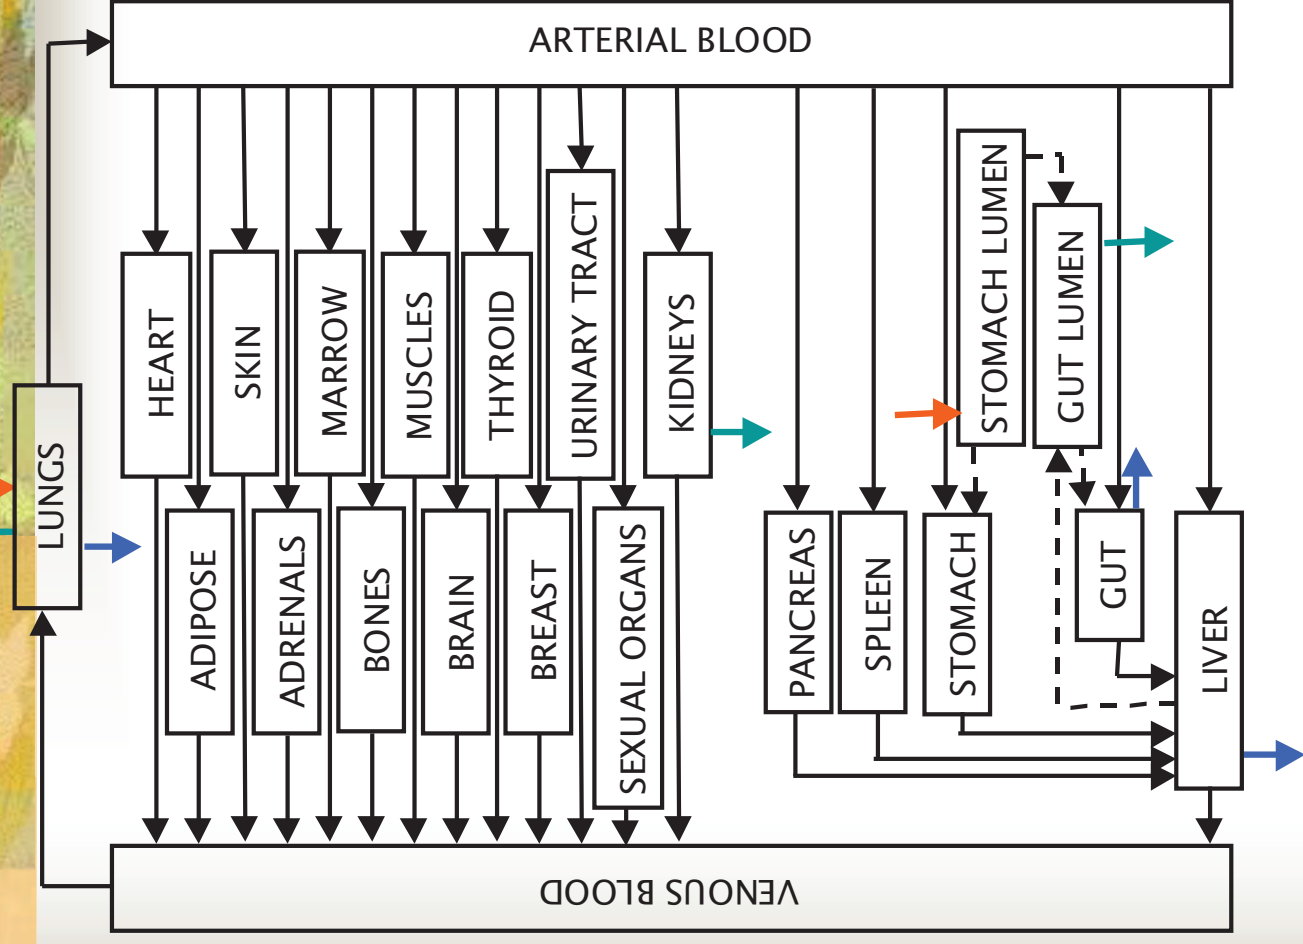 ARTERIAL BLOOD
LUNGS
HEART
ADIPOSE
SKIN
ADRENALS
MARROW
BONES
MUSCLES
BRAIN
THYROID
BREAST
URINARY TRACT
SEXUAL ORGANS
KIDNEYS
PANCREAS
SPLEEN
STOMACH
STOMACH LUMEN
GUT LUMEN
GUT
LIVER
VENOUS BLOOD